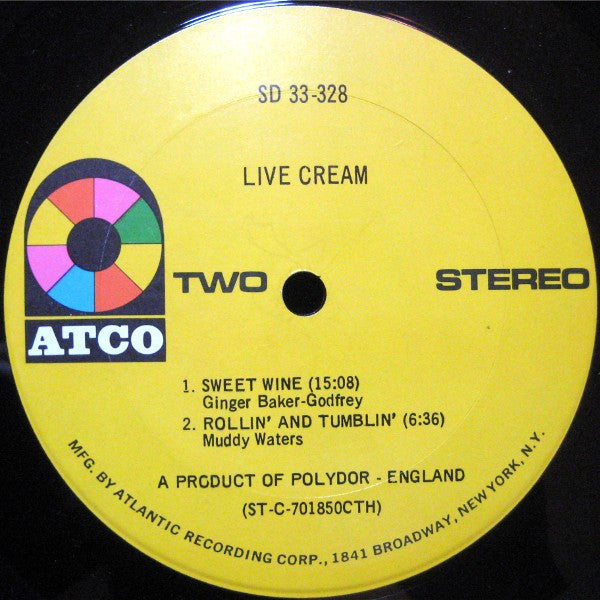 SD 33-328
LIVE CREAM
TWO
STEREO
ATCO
1. SWEET WINE (15:08)
Ginger Baker-Godfrey
2. ROLLIN' AND TUMBLIN' (6:36)
Muddy Waters
A PRODUCT OF POLYDOR - ENGLAND
(ST-C-701850CTH)
MFG. BY ATLANTIC RECORDING CORP., 1841 BROADWAY, NEW YORK, N.Y.